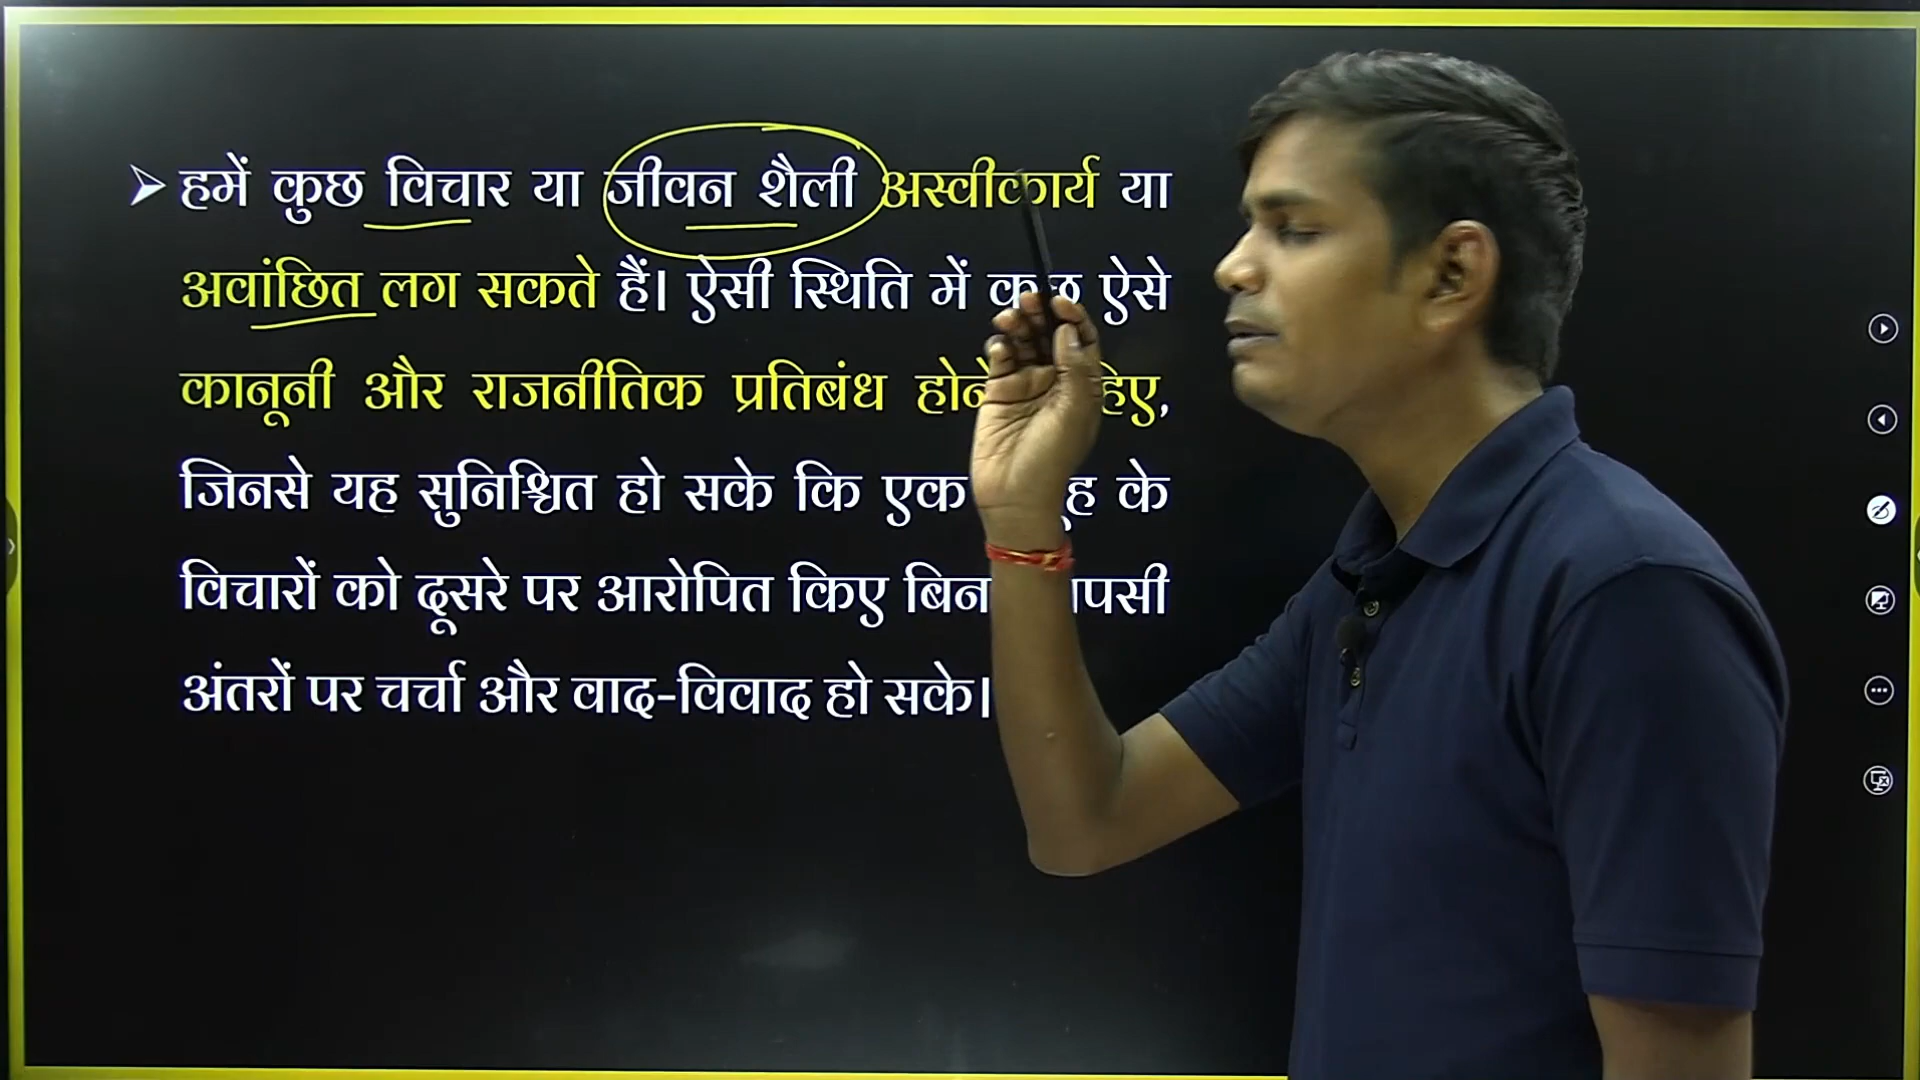 हमें कुछ विचार या जीवन शैली अस्वीकार्य या
अवांछित लग सकते हैं। ऐसी स्थिति में कुछ ऐसे
कानूनी और राजनीतिक प्रतिबंध होने
जिनसे यह सुनिश्चित हो सके कि एक के
विचारों को दूसरे पर आरोपित किए
अंतरों पर चर्चा और वाद-विवाद हो सके।